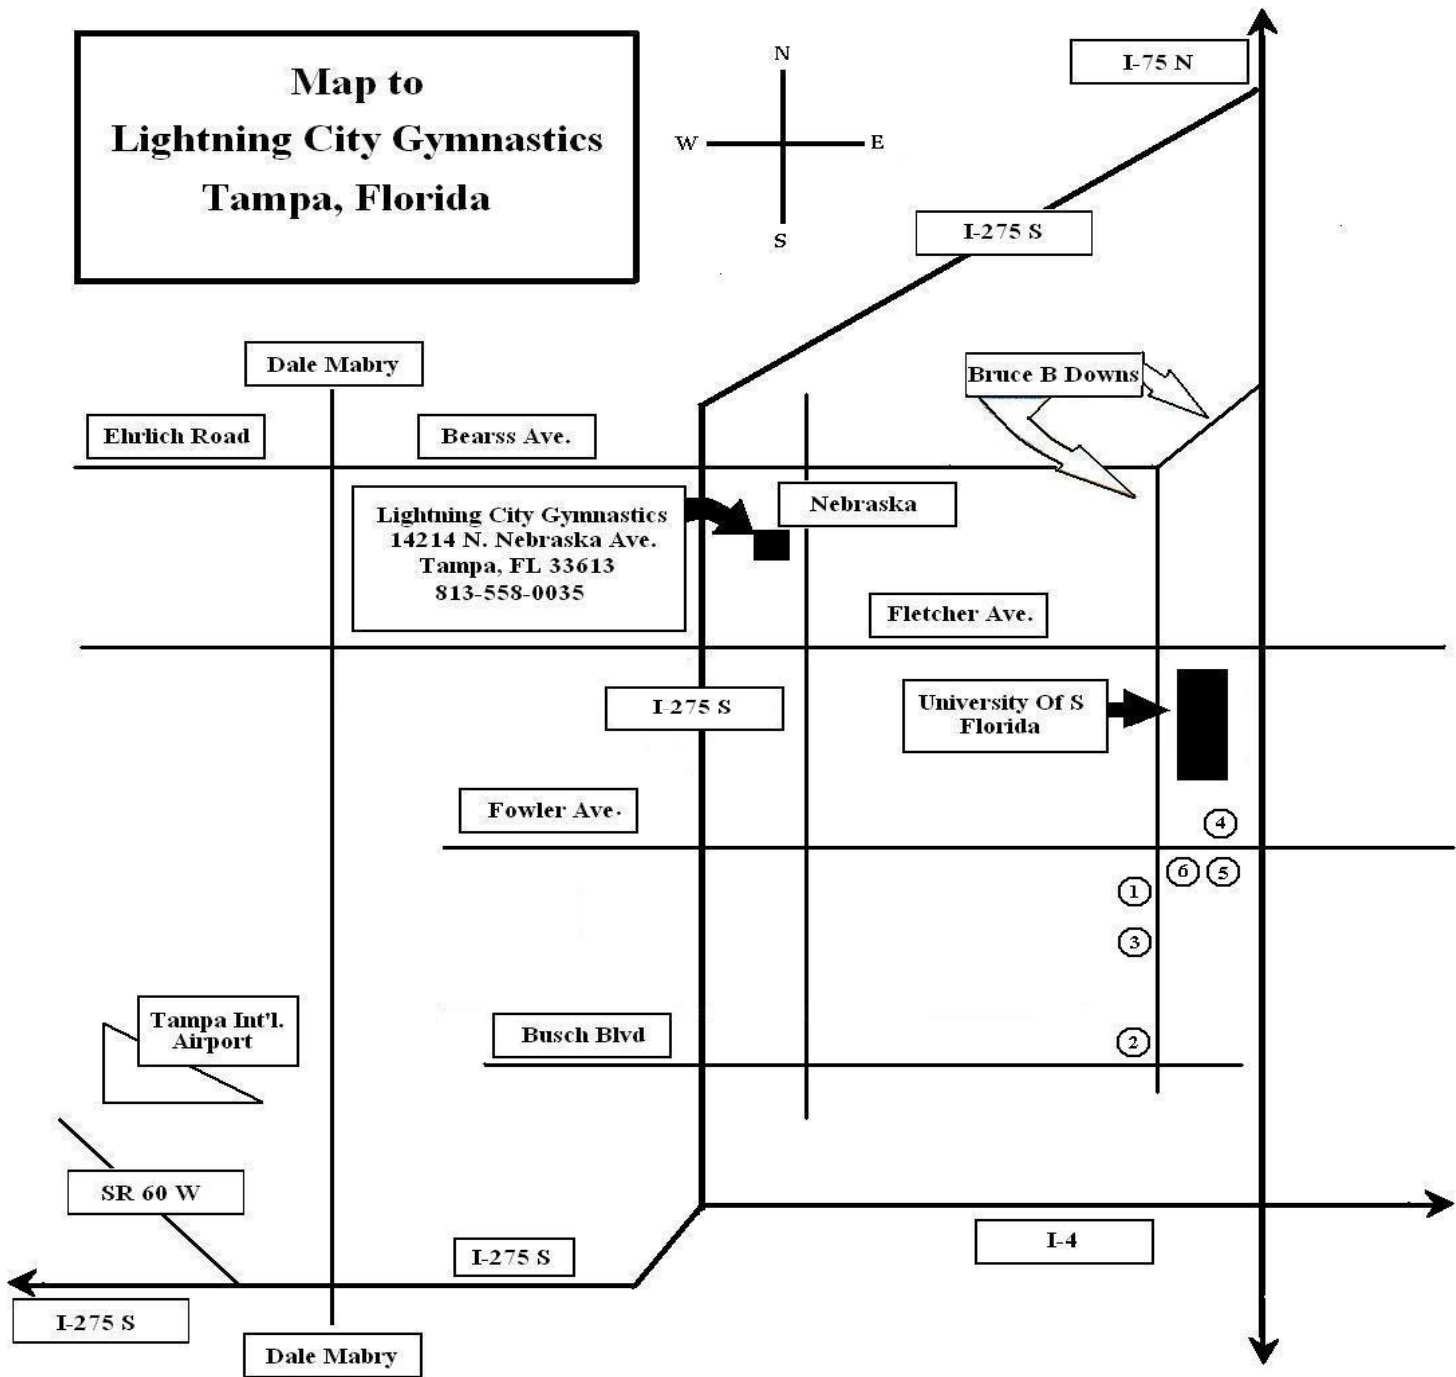 Map to
Lightning City Gymnastics
Tampa, Florida
N
W
E
S
I-75 N
I-275 S
Dale Mabry
Bruce B Downs
Ehrlich Road
Bearss Ave.
Nebraska
Lightning City Gymnastics
14214 N. Nebraska Ave.
Tampa, FL 33613
813-558-0035
Fletcher Ave.
I-275 S
University Of S
Florida
Fowler Ave.
4
6
5
1
3
Tampa Int'l.
Airport
Busch Blvd
2
SR 60 W
I-275 S
I-4
I-275 S
Dale Mabry